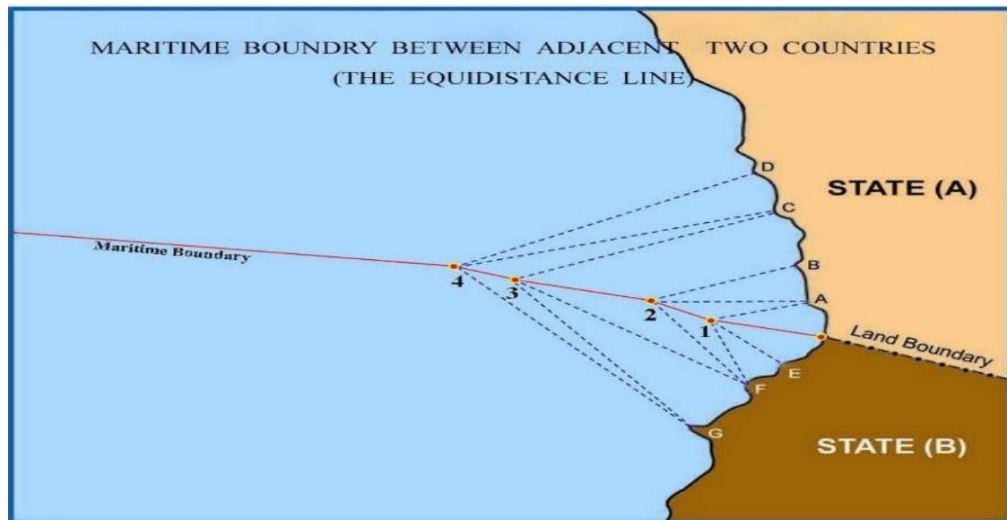 MARITIME BOUNDRY BETWEEN ADJACENT TWO COUNTRIES
(THE EQUIDISTANCE LINE)
D
STATE (A)
C
Maritime Boundary
B
4
3
A
2
1
Land Boundary
E
F
G
STATE (B)